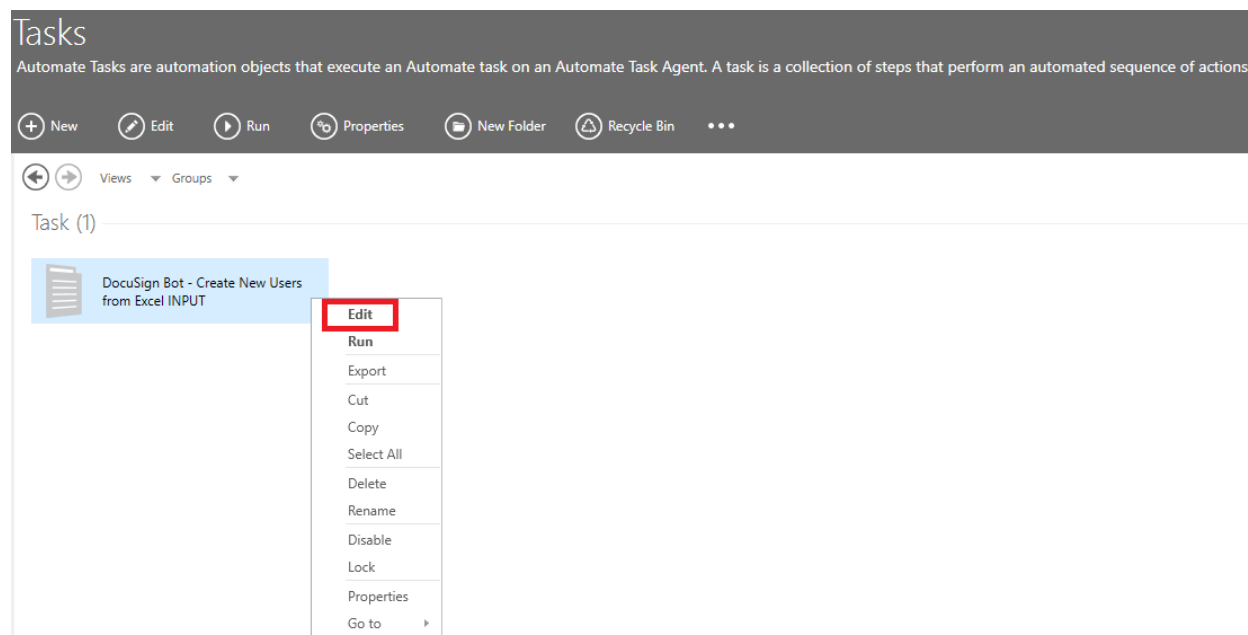 Tasks
Automate Tasks are automation objects that execute an Automate task on an Automate Task Agent. A task is a collection of steps that perform an automated sequence of actions
New Edit Run Properties New Folder Recycle Bin •••
Views Groups
Task (1)
DocuSign Bot - Create New Users
from Excel INPUT
Edit
Run
Export
Cut
Copy
Select All
Delete
Rename
Disable
Lock
Properties
Go to